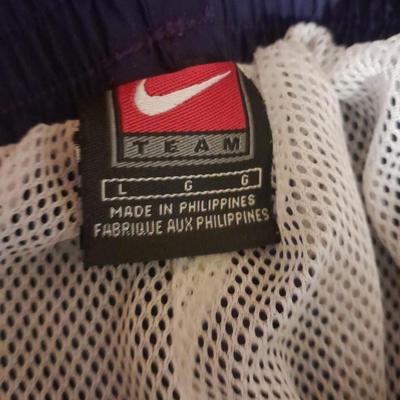 TEAM
L G G
MADE IN PHILIPPINES
FABRIQUE AUX PHILIPPINES